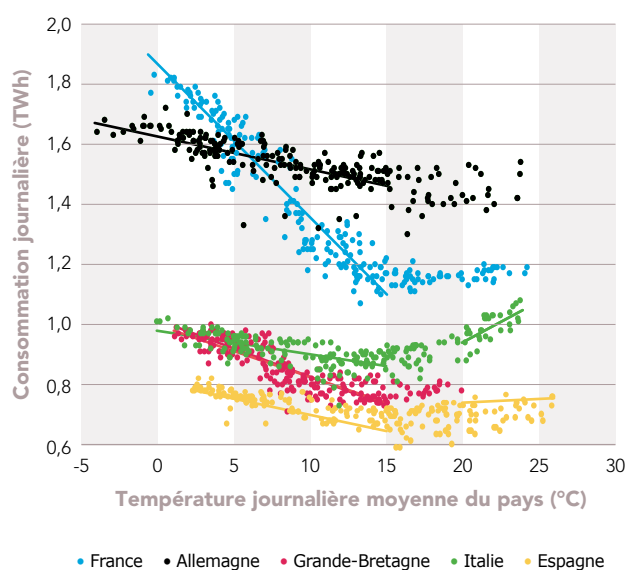 Consommation journalière (TWh)
2,0
1,8
1,6
1,4
1,2
1,0
0,8
0,6
-5 0 5 10 15 20 25 30
Température journalière moyenne du pays (°C)
• France • Allemagne • Grande-Bretagne • Italie • Espagne